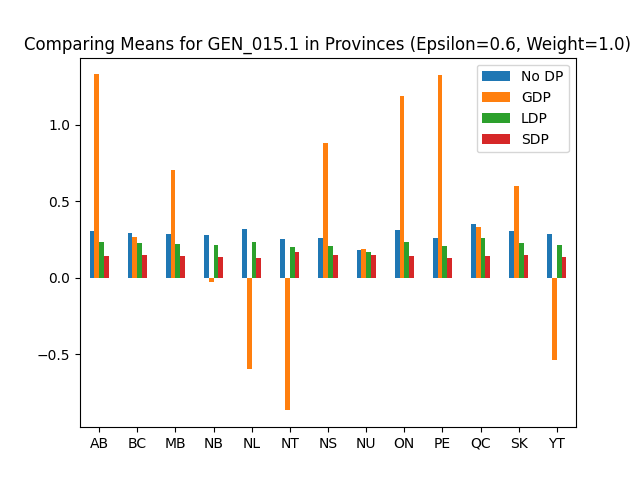 Comparing Means for GEN_015.1 in Provinces (Epsilon=0.6, Weight=1.0)
No DP
GDP
LDP
SDP
1.0
0.5
0.0
−0.5
AB BC MB NB NL NT NS NU ON PE QC SK YT